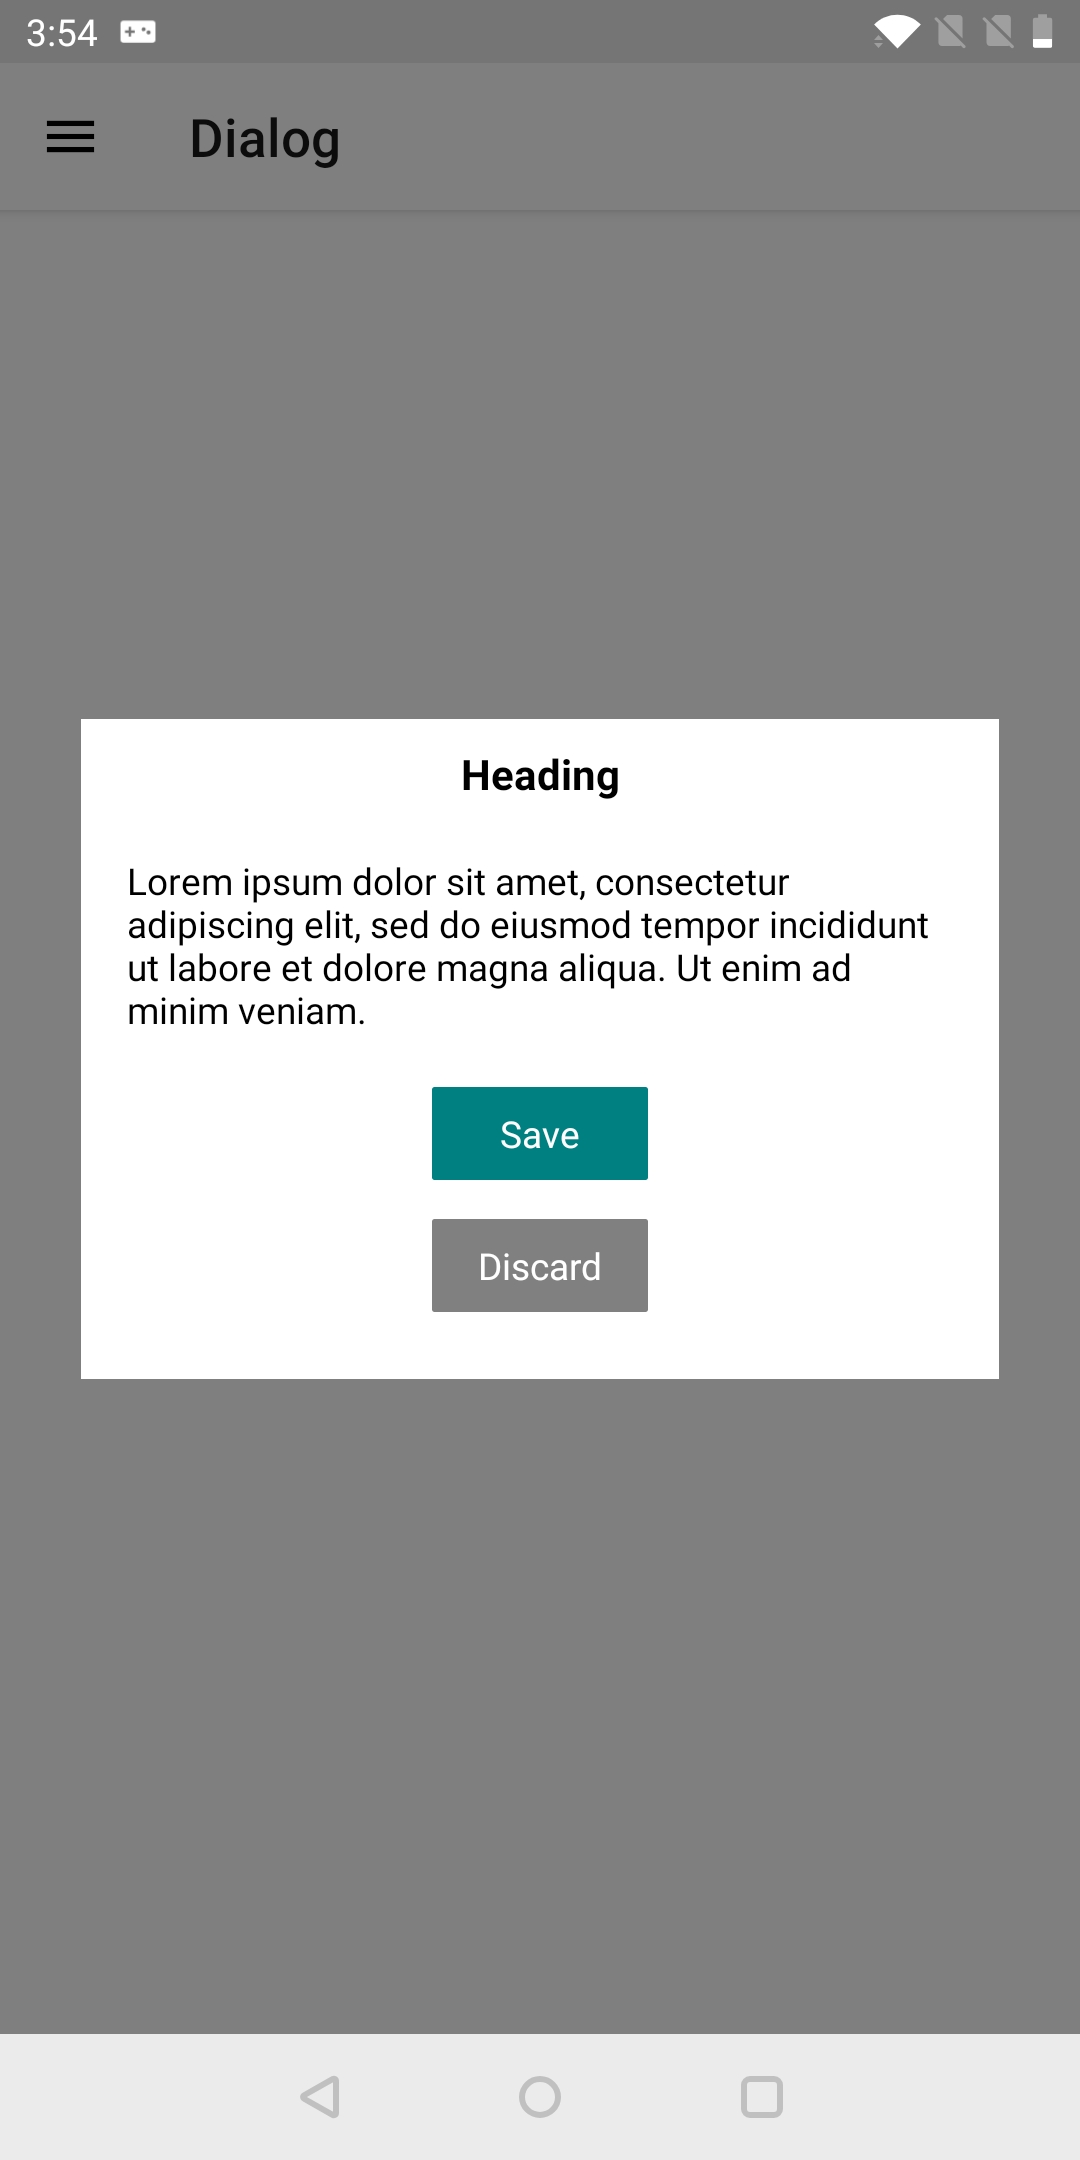 3:54
Dialog
Heading
Lorem ipsum dolor sit amet, consectetur
adipiscing elit, sed do eiusmod tempor incididunt
ut labore et dolore magna aliqua. Ut enim ad
minim veniam.
Save
Discard